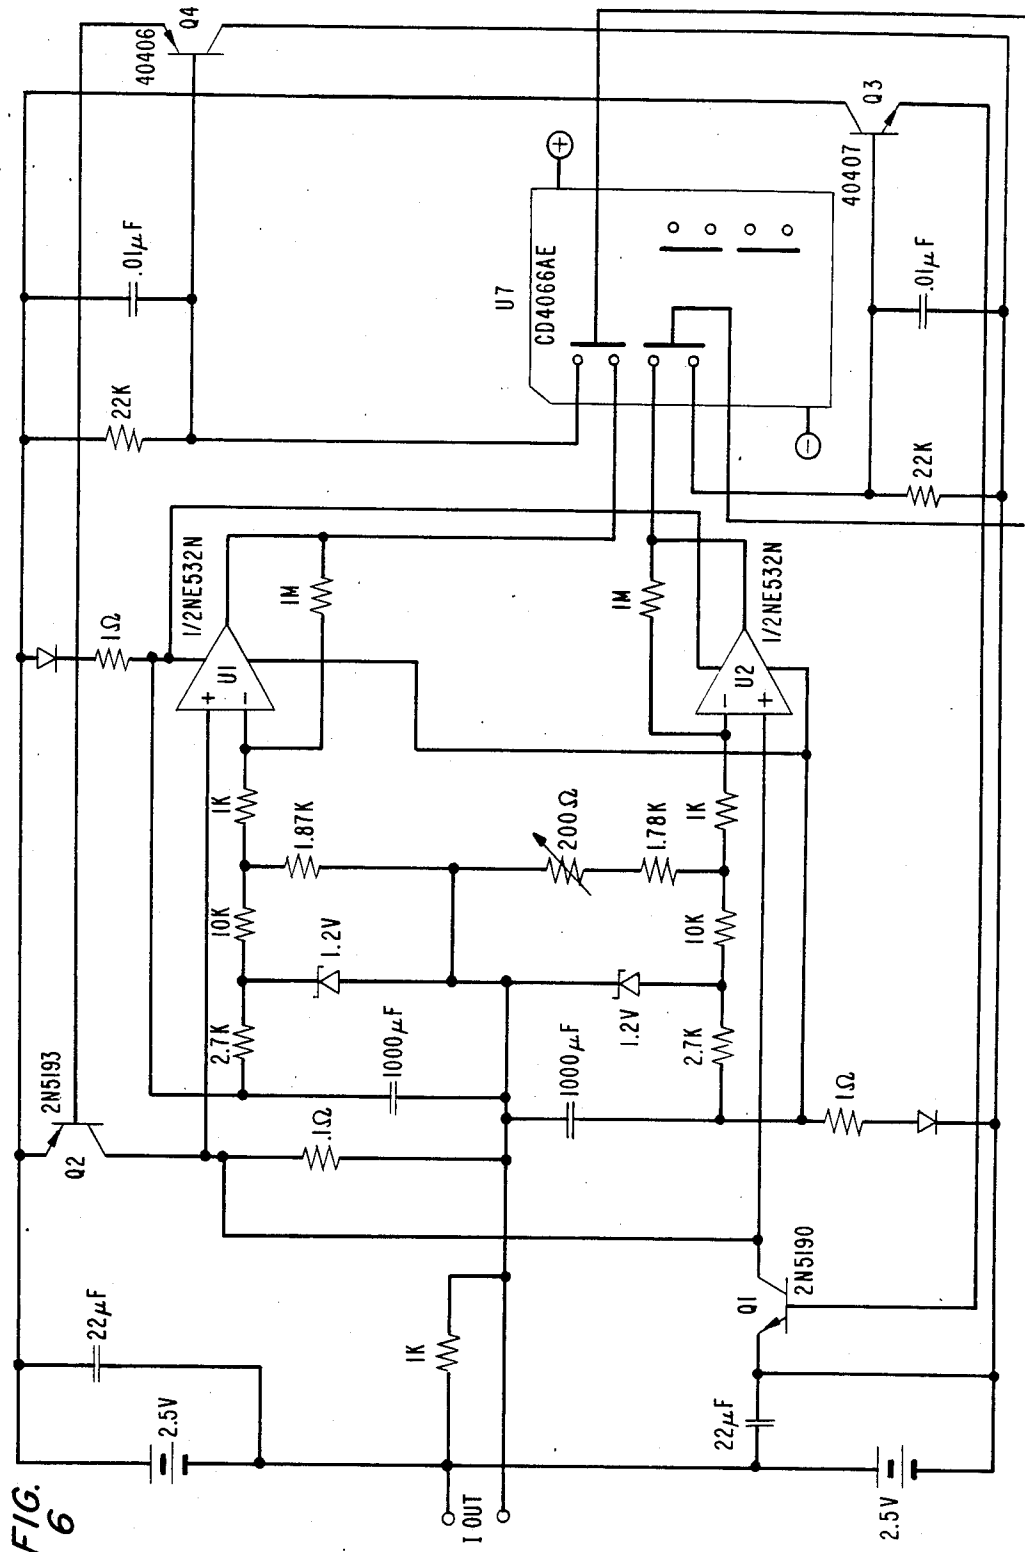 FIG. 6
2.5V
22µF
I OUT
1K
2.5V
22µF
Q1
2N5190
Q2
2N5193
.1Ω
1000µF
1000µF
2.7K
1.2V
10K
1.87K
1K
2.7K
1.2V
10K
1.78K
200Ω
1K
1Ω
1Ω
+
U1
−
1/2NE532N
1M
−
U2
+
1/2NE532N
1M
22K
.01µF
40406
Q4
U7
CD4066AE
+
−
22K
.01µF
40407
Q3